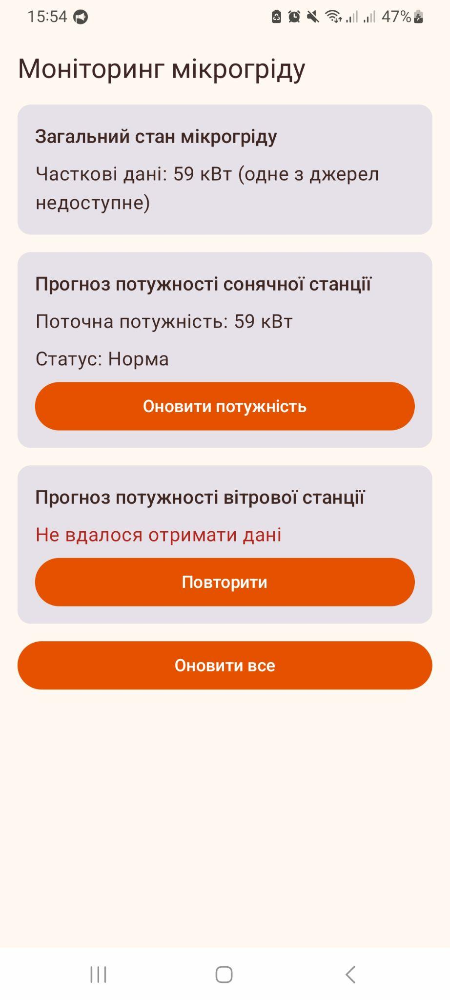 15:54
47%
Моніторинг мікрогріду
Загальний стан мікрогріду
Часткові дані: 59 кВт (одне з джерел
недоступне)
Прогноз потужності сонячної станції
Поточна потужність: 59 кВт
Статус: Норма
Оновити потужність
Прогноз потужності вітрової станції
Не вдалося отримати дані
Повторити
Оновити все